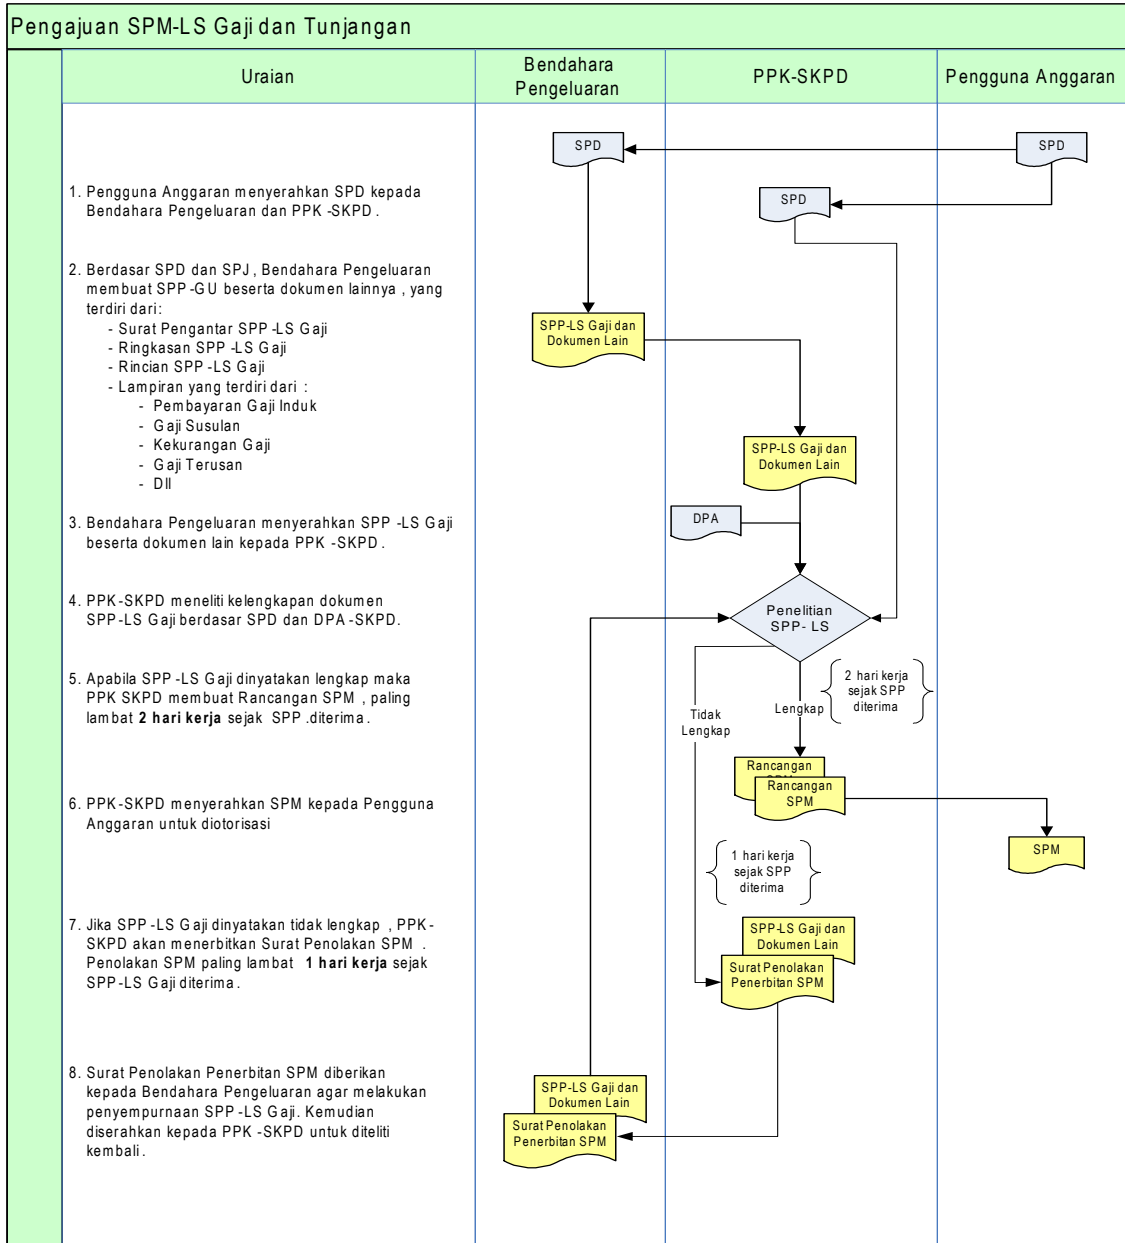 Pengajuan SPM-LS Gaji dan Tunjangan
Uraian
Bendahara
Pengeluaran
PPK-SKPD
Pengguna Anggaran
1. Pengguna Anggaran menyerahkan SPD kepada
Bendahara Pengeluaran dan PPK -SKPD .
2. Berdasar SPD dan SPJ , Bendahara Pengeluaran
membuat SPP -GU beserta dokumen lainnya , yang
terdiri dari:
- Surat Pengantar SPP -LS Gaji
- Ringkasan SPP -LS Gaji
- Rincian SPP -LS Gaji
- Lampiran yang terdiri dari :
- Pembayaran Gaji Induk
- Gaji Susulan
- Kekurangan Gaji
- Gaji Terusan
- Dll
3. Bendahara Pengeluaran menyerahkan SPP -LS Gaji
beserta dokumen lain kepada PPK -SKPD .
4. PPK-SKPD meneliti kelengkapan dokumen
SPP-LS Gaji berdasar SPD dan DPA -SKPD.
5. Apabila SPP -LS Gaji dinyatakan lengkap maka
PPK SKPD membuat Rancangan SPM , paling
lambat 2 hari kerja sejak SPP .diterima .
6. PPK-SKPD menyerahkan SPM kepada Pengguna
Anggaran untuk diotorisasi
7. Jika SPP -LS Gaji dinyatakan tidak lengkap , PPK-
SKPD akan menerbitkan Surat Penolakan SPM .
Penolakan SPM paling lambat 1 hari kerja sejak
SPP-LS Gaji diterima .
8. Surat Penolakan Penerbitan SPM diberikan
kepada Bendahara Pengeluaran agar melakukan
penyempurnaan SPP -LS Gaji. Kemudian
diserahkan kepada PPK -SKPD untuk diteliti
kembali .
SPD
SPD
SPD
SPP-LS Gaji dan
Dokumen Lain
SPP-LS Gaji dan
Dokumen Lain
DPA
Penelitian
SPP- LS
2 hari kerja
sejak SPP
diterima
Tidak
Lengkap
Lengkap
Rancangan
Rancangan
SPM
SPM
1 hari kerja
sejak SPP
diterima
SPP-LS Gaji dan
Dokumen Lain
Surat Penolakan
Penerbitan SPM
SPP-LS Gaji dan
Dokumen Lain
Surat Penolakan
Penerbitan SPM